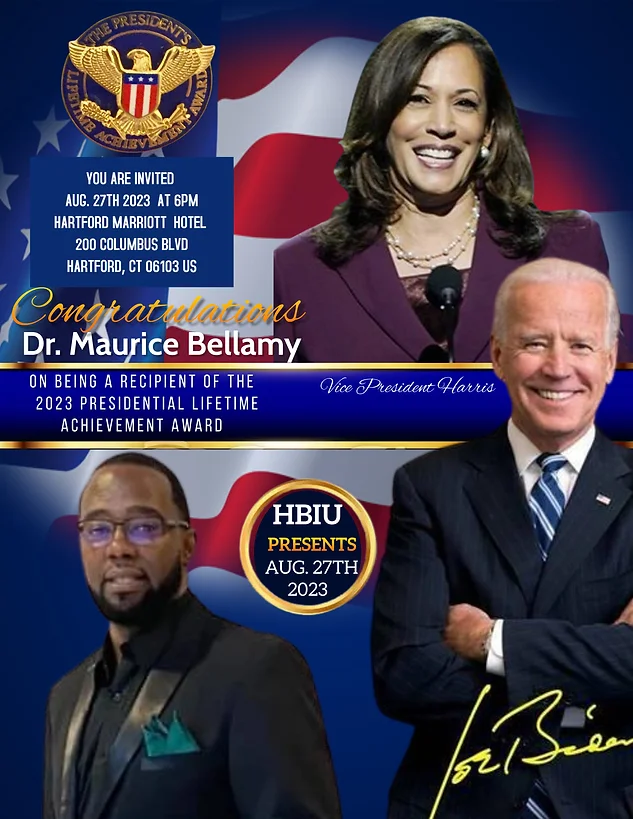 THE PRESIDENT'S
LIFETIME ACHIEVEMENT AWARD
YOU ARE INVITED
AUG. 27TH 2023 AT 6PM
HARTFORD MARRIOTT HOTEL
200 COLUMBUS BLVD
HARTFORD, CT 06103 US
Congratulations
Dr. Maurice Bellamy
ON BEING A RECIPIENT OF THE
2023 PRESIDENTIAL LIFETIME
ACHIEVEMENT AWARD
Vice President Harris
HBIU
PRESENTS
AUG. 27TH
2023
Joe Biden